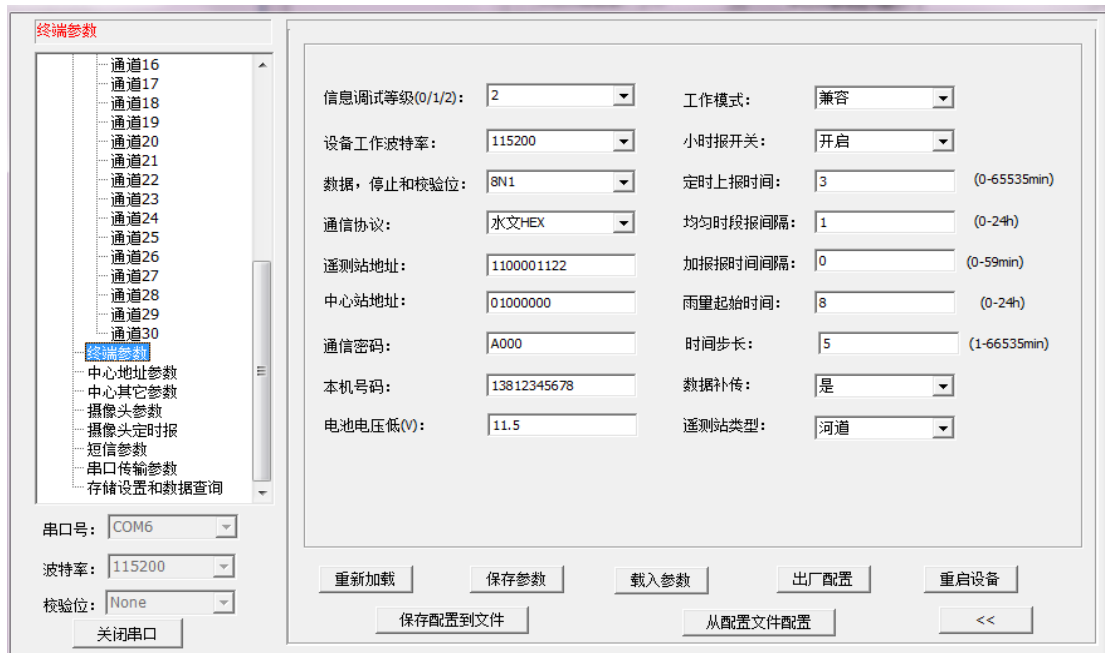 终端参数
通道16
通道17
通道18
通道19
通道20
通道21
通道22
通道23
通道24
通道25
通道26
通道27
通道28
通道29
通道30
终端参数
中心地址参数
中心其它参数
摄像头参数
摄像头定时报
短信参数
串口传输参数
存储设置和数据查询
串口号： COM6
波特率： 115200
校验位： None
关闭串口
信息调试等级(0/1/2)： 2 工作模式： 兼容
设备工作波特率： 115200 小时报开关： 开启
数据，停止和校验位： 8N1 定时上报时间： 3 (0-65535min)
通信协议： 水文HEX 均匀时段报间隔： 1 (0-24h)
遥测站地址： 1100001122 加报报时间间隔： 0 (0-59min)
中心站地址： 01000000 雨量起始时间： 8 (0-24h)
通信密码： A000 时间步长： 5 (1-66535min)
本机号码： 13812345678 数据补传： 是
电池电压低(V)： 11.5 遥测站类型： 河道
重新加载 保存参数 载入参数 出厂配置 重启设备
保存配置到文件 从配置文件配置 <<